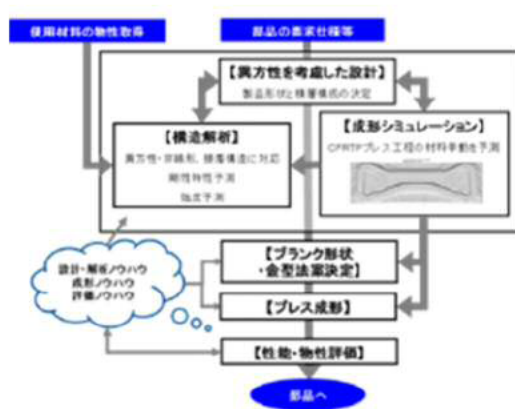 使用材料の物性取得
部品の要求仕様等
【異方性を考慮した設計】
製品形状と積層構成の決定
【構造解析】
異方性・非線形、接着構造に対応
剛性特性予測
強度予測
【成形シミュレーション】
CFRTPプレス工程の材料挙動を予測
設計・解析ノウハウ
成形ノウハウ
評価ノウハウ
【ブランク形状
・金型法案決定】
【プレス成形】
【性能・物性評価】
部品へ